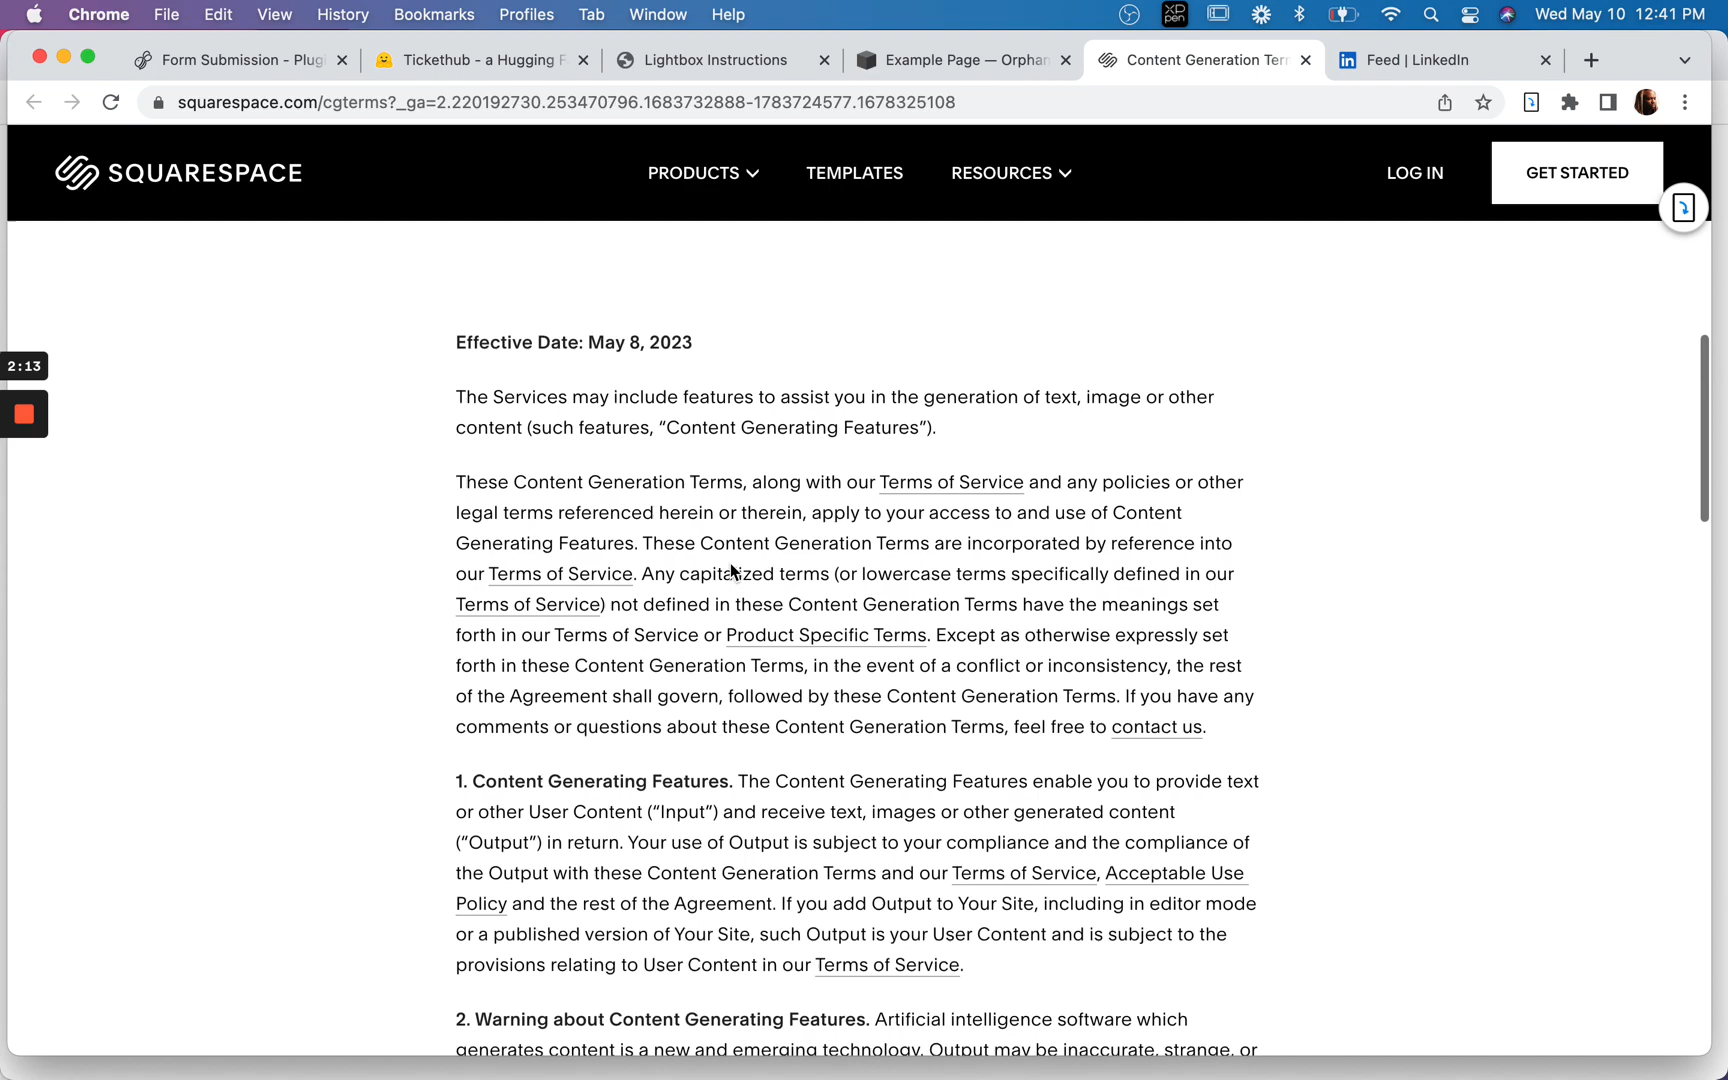 Chrome File Edit View History Bookmarks Profiles Tab Window Help XP pen Wed May 10 12:41 PM
Form Submission - Plugi Tickethub - a Hugging F Lightbox Instructions Example Page — Orphan Content Generation Terr Feed | LinkedIn
squarespace.com/cgterms?_ga=2.220192730.253470796.1683732888-1783724577.1678325108
SQUARESPACE PRODUCTS TEMPLATES RESOURCES LOG IN GET STARTED
Effective Date: May 8, 2023
2:13
The Services may include features to assist you in the generation of text, image or other
content (such features, “Content Generating Features”).
These Content Generation Terms, along with our Terms of Service and any policies or other
legal terms referenced herein or therein, apply to your access to and use of Content
Generating Features. These Content Generation Terms are incorporated by reference into
our Terms of Service. Any capitalized terms (or lowercase terms specifically defined in our
Terms of Service) not defined in these Content Generation Terms have the meanings set
forth in our Terms of Service or Product Specific Terms. Except as otherwise expressly set
forth in these Content Generation Terms, in the event of a conflict or inconsistency, the rest
of the Agreement shall govern, followed by these Content Generation Terms. If you have any
comments or questions about these Content Generation Terms, feel free to contact us.
1. Content Generating Features. The Content Generating Features enable you to provide text
or other User Content (“Input”) and receive text, images or other generated content
(“Output”) in return. Your use of Output is subject to your compliance and the compliance of
the Output with these Content Generation Terms and our Terms of Service, Acceptable Use
Policy and the rest of the Agreement. If you add Output to Your Site, including in editor mode
or a published version of Your Site, such Output is your User Content and is subject to the
provisions relating to User Content in our Terms of Service.
2. Warning about Content Generating Features. Artificial intelligence software which
generates content is a new and emerging technology. Output may be inaccurate, strange, or